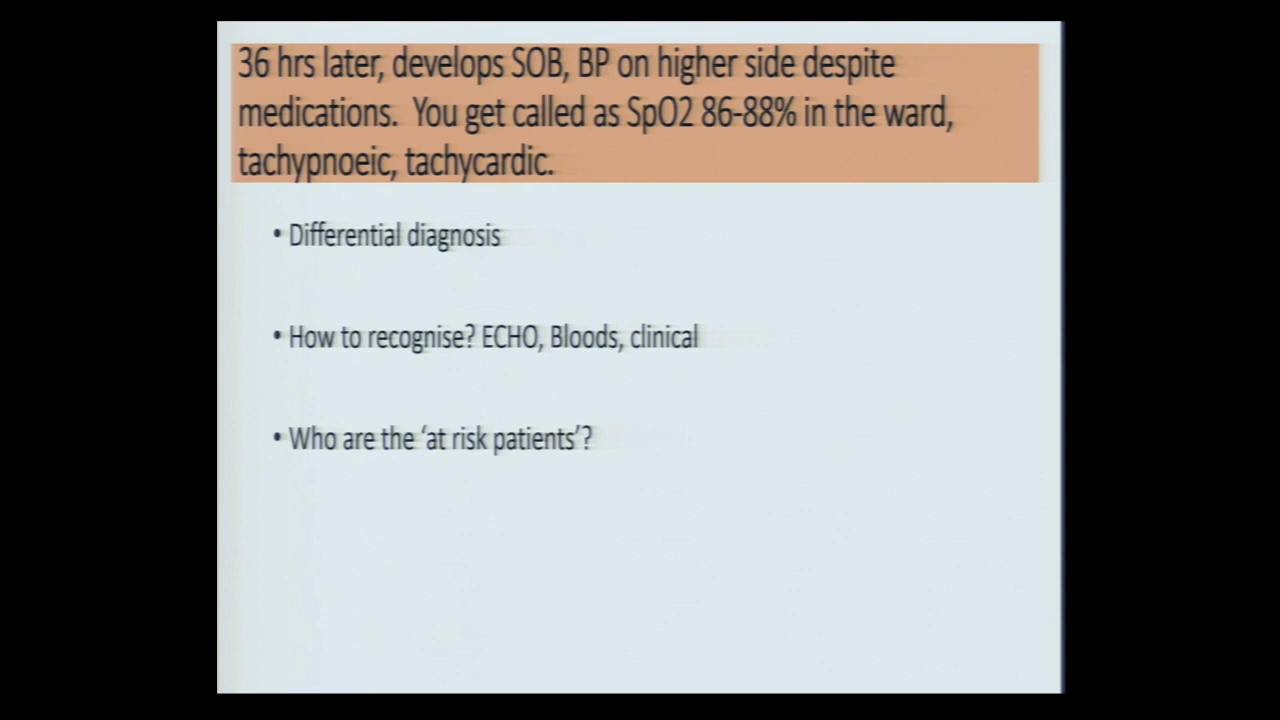 36 hrs later, develops SOB, BP on higher side despite
medications. You get called as SpO2 86-88% in the ward,
tachypnoeic, tachycardic.
• Differential diagnosis
• How to recognise? ECHO, Bloods, clinical
• Who are the ‘at risk patients’?